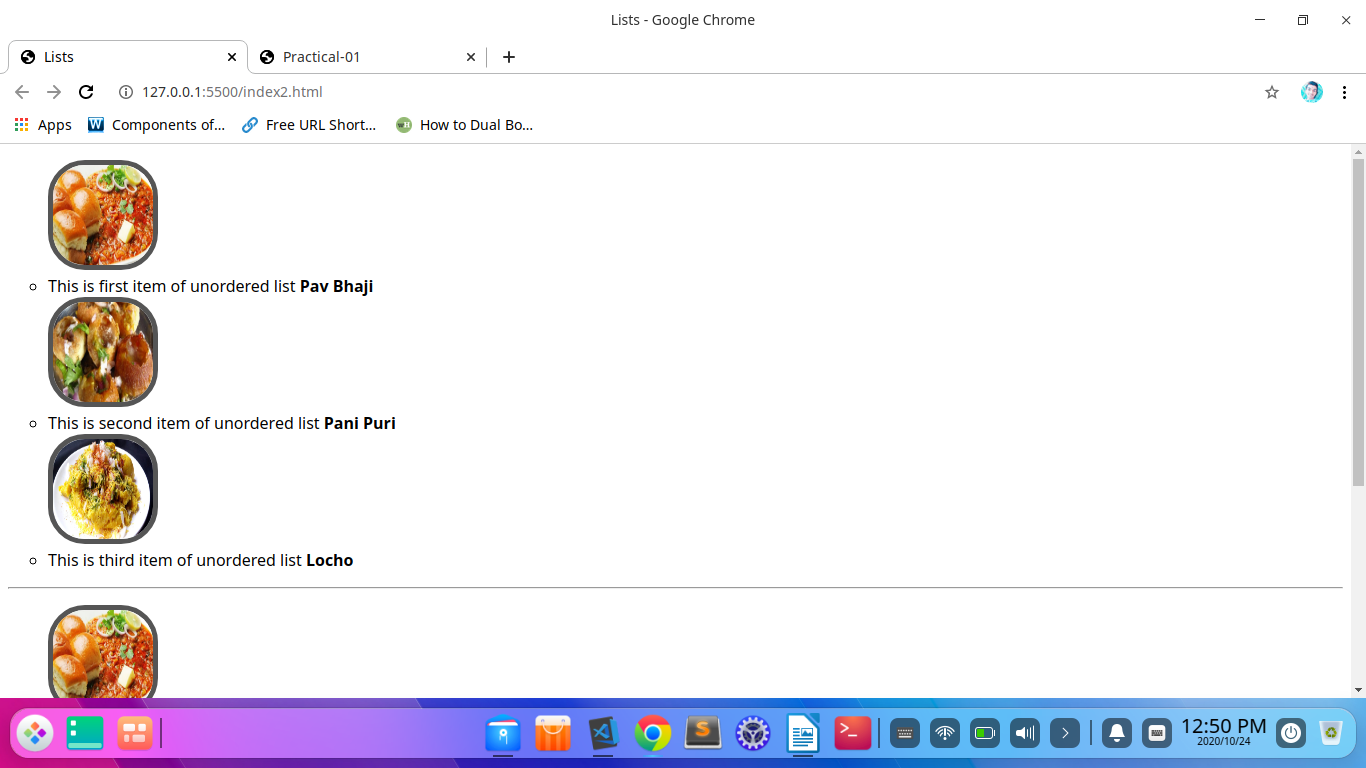 Lists - Google Chrome
Lists
Practical-01
127.0.0.1:5500/index2.html
Apps
W
Components of...
Free URL Short...
wH
How to Dual Bo...
This is first item of unordered list Pav Bhaji
This is second item of unordered list Pani Puri
This is third item of unordered list Locho
S
12:50 PM
2020/10/24